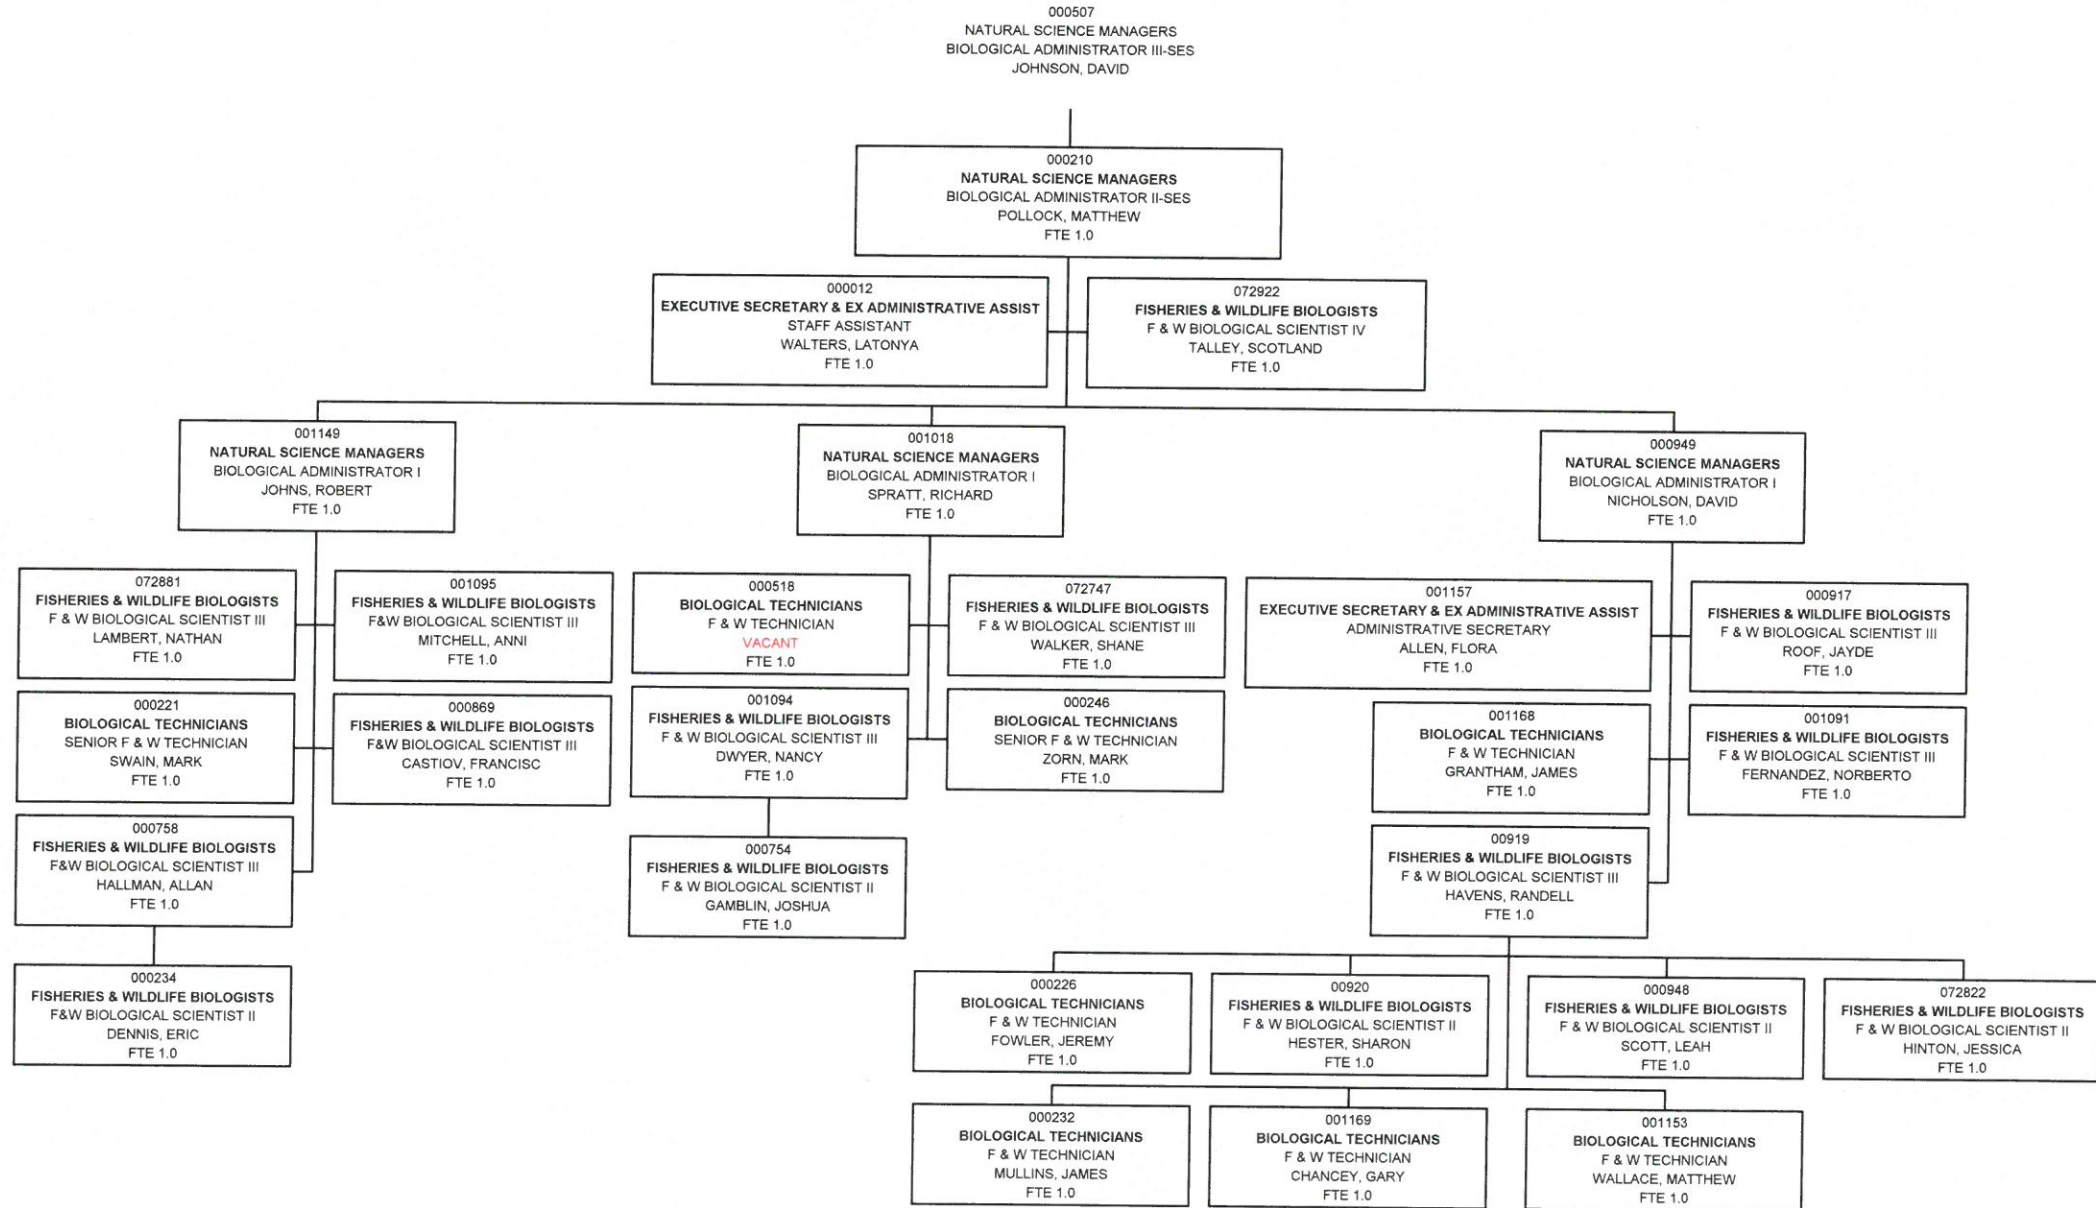 000507
NATURAL SCIENCE MANAGERS
BIOLOGICAL ADMINISTRATOR III-SES
JOHNSON, DAVID
000210
NATURAL SCIENCE MANAGERS
BIOLOGICAL ADMINISTRATOR II-SES
POLLOCK, MATTHEW
FTE 1.0
000012
EXECUTIVE SECRETARY & EX ADMINISTRATIVE ASSIST
STAFF ASSISTANT
WALTERS, LATONYA
FTE 1.0
072922
FISHERIES & WILDLIFE BIOLOGISTS
F & W BIOLOGICAL SCIENTIST IV
TALLEY, SCOTLAND
FTE 1.0
001149
NATURAL SCIENCE MANAGERS
BIOLOGICAL ADMINISTRATOR I
JOHNS, ROBERT
FTE 1.0
001018
NATURAL SCIENCE MANAGERS
BIOLOGICAL ADMINISTRATOR I
SPRATT, RICHARD
FTE 1.0
000949
NATURAL SCIENCE MANAGERS
BIOLOGICAL ADMINISTRATOR I
NICHOLSON, DAVID
FTE 1.0
072881
FISHERIES & WILDLIFE BIOLOGISTS
F & W BIOLOGICAL SCIENTIST III
LAMBERT, NATHAN
FTE 1.0
001095
FISHERIES & WILDLIFE BIOLOGISTS
F&W BIOLOGICAL SCIENTIST III
MITCHELL, ANNI
FTE 1.0
000518
BIOLOGICAL TECHNICIANS
F & W TECHNICIAN
VACANT
FTE 1.0
072747
FISHERIES & WILDLIFE BIOLOGISTS
F & W BIOLOGICAL SCIENTIST III
WALKER, SHANE
FTE 1.0
001157
EXECUTIVE SECRETARY & EX ADMINISTRATIVE ASSIST
ADMINISTRATIVE SECRETARY
ALLEN, FLORA
FTE 1.0
000917
FISHERIES & WILDLIFE BIOLOGISTS
F & W BIOLOGICAL SCIENTIST III
ROOF, JAYDE
FTE 1.0
000221
BIOLOGICAL TECHNICIANS
SENIOR F & W TECHNICIAN
SWAIN, MARK
FTE 1.0
000869
FISHERIES & WILDLIFE BIOLOGISTS
F&W BIOLOGICAL SCIENTIST III
CASTIOV, FRANCISC
FTE 1.0
001094
FISHERIES & WILDLIFE BIOLOGISTS
F & W BIOLOGICAL SCIENTIST III
DWYER, NANCY
FTE 1.0
000246
BIOLOGICAL TECHNICIANS
SENIOR F & W TECHNICIAN
ZORN, MARK
FTE 1.0
001168
BIOLOGICAL TECHNICIANS
F & W TECHNICIAN
GRANTHAM, JAMES
FTE 1.0
001091
FISHERIES & WILDLIFE BIOLOGISTS
F & W BIOLOGICAL SCIENTIST III
FERNANDEZ, NORBERTO
FTE 1.0
000758
FISHERIES & WILDLIFE BIOLOGISTS
F&W BIOLOGICAL SCIENTIST III
HALLMAN, ALLAN
FTE 1.0
000754
FISHERIES & WILDLIFE BIOLOGISTS
F & W BIOLOGICAL SCIENTIST II
GAMBLIN, JOSHUA
FTE 1.0
00919
FISHERIES & WILDLIFE BIOLOGISTS
F & W BIOLOGICAL SCIENTIST III
HAVENS, RANDELL
FTE 1.0
000234
FISHERIES & WILDLIFE BIOLOGISTS
F&W BIOLOGICAL SCIENTIST II
DENNIS, ERIC
FTE 1.0
000226
BIOLOGICAL TECHNICIANS
F & W TECHNICIAN
FOWLER, JEREMY
FTE 1.0
00920
FISHERIES & WILDLIFE BIOLOGISTS
F & W BIOLOGICAL SCIENTIST II
HESTER, SHARON
FTE 1.0
000948
FISHERIES & WILDLIFE BIOLOGISTS
F & W BIOLOGICAL SCIENTIST II
SCOTT, LEAH
FTE 1.0
072822
FISHERIES & WILDLIFE BIOLOGISTS
F & W BIOLOGICAL SCIENTIST II
HINTON, JESSICA
FTE 1.0
000232
BIOLOGICAL TECHNICIANS
F & W TECHNICIAN
MULLINS, JAMES
FTE 1.0
001169
BIOLOGICAL TECHNICIANS
F & W TECHNICIAN
CHANCEY, GARY
FTE 1.0
001153
BIOLOGICAL TECHNICIANS
F & W TECHNICIAN
WALLACE, MATTHEW
FTE 1.0